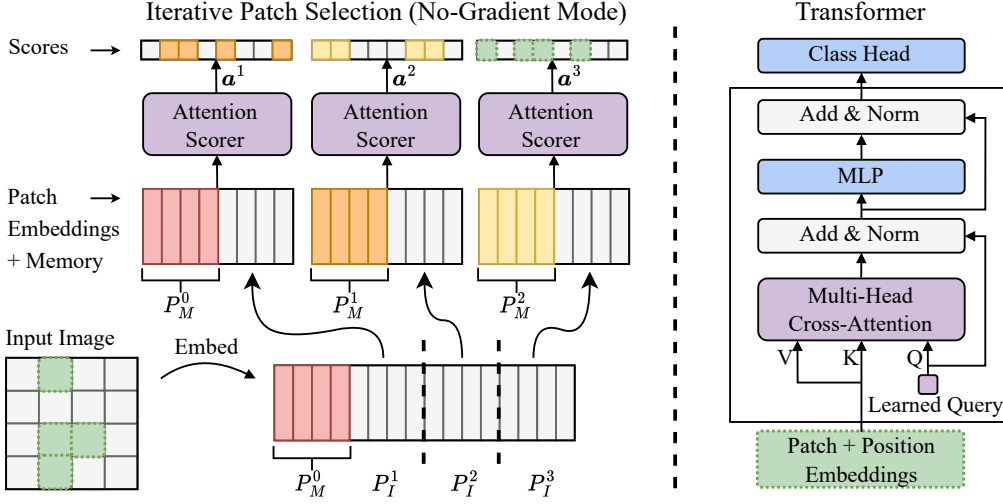 Iterative Patch Selection (No-Gradient Mode)
Scores
a^1
a^2
a^3
Attention
Scorer
Attention
Scorer
Attention
Scorer
Patch
Embeddings
+ Memory
P_M^0
P_M^1
P_M^2
Input Image
Embed
P_M^0
P_I^1
P_I^2
P_I^3
Transformer
Class Head
Add & Norm
MLP
Add & Norm
Multi-Head
Cross-Attention
V
K
Q
Learned Query
Patch + Position
Embeddings